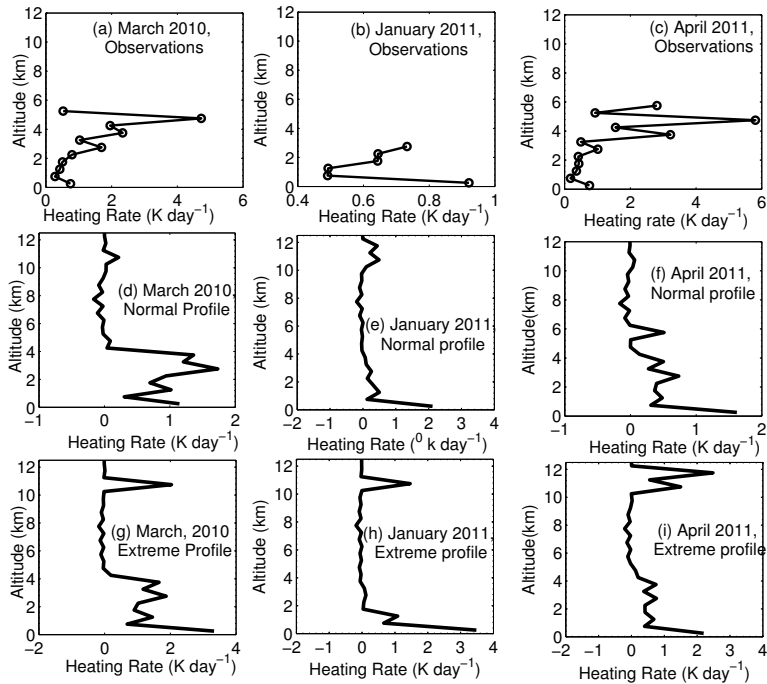 (a) March 2010,
Observations
12
10
8
6
4
2
0
Altitude (km)
0 2 4 6
Heating Rate (K day⁻¹)
(b) January 2011,
Observations
12
10
8
6
4
2
0
Altitude (km)
0.4 0.6 0.8 1
Heating Rate (K day⁻¹)
(c) April 2011,
Observations
12
10
8
6
4
2
0
Altitude (km)
0 2 4 6
Heating rate (K day⁻¹)
(d) March 2010,
Normal Profile
12
10
8
6
4
2
0
Altitude (km)
−1 0 1 2
Heating Rate (K day⁻¹)
(e) January 2011,
Normal profile
12
10
8
6
4
2
0
Altitude (km)
−2 −1 0 1 2 3 4
Heating Rate (⁰ k day⁻¹)
(f) April 2011,
Normal profile
12
10
8
6
4
2
0
Altitude(km)
−1 0 1 2
Heating Rate (K day⁻¹)
(g) March, 2010
Extreme Profile
12
10
8
6
4
2
0
Altitude (km)
−2 0 2 4
Heating Rate (K day⁻¹)
(h) January 2011,
Extreme profile
12
10
8
6
4
2
0
Altitude (km)
−2 −1 0 1 2 3 4
Heating Rate (K day⁻¹)
(i) April 2011,
Extreme profile
12
10
8
6
4
2
0
Altitude(km)
−2 −1 0 1 2 3 4
Heating Rate (K day⁻¹)